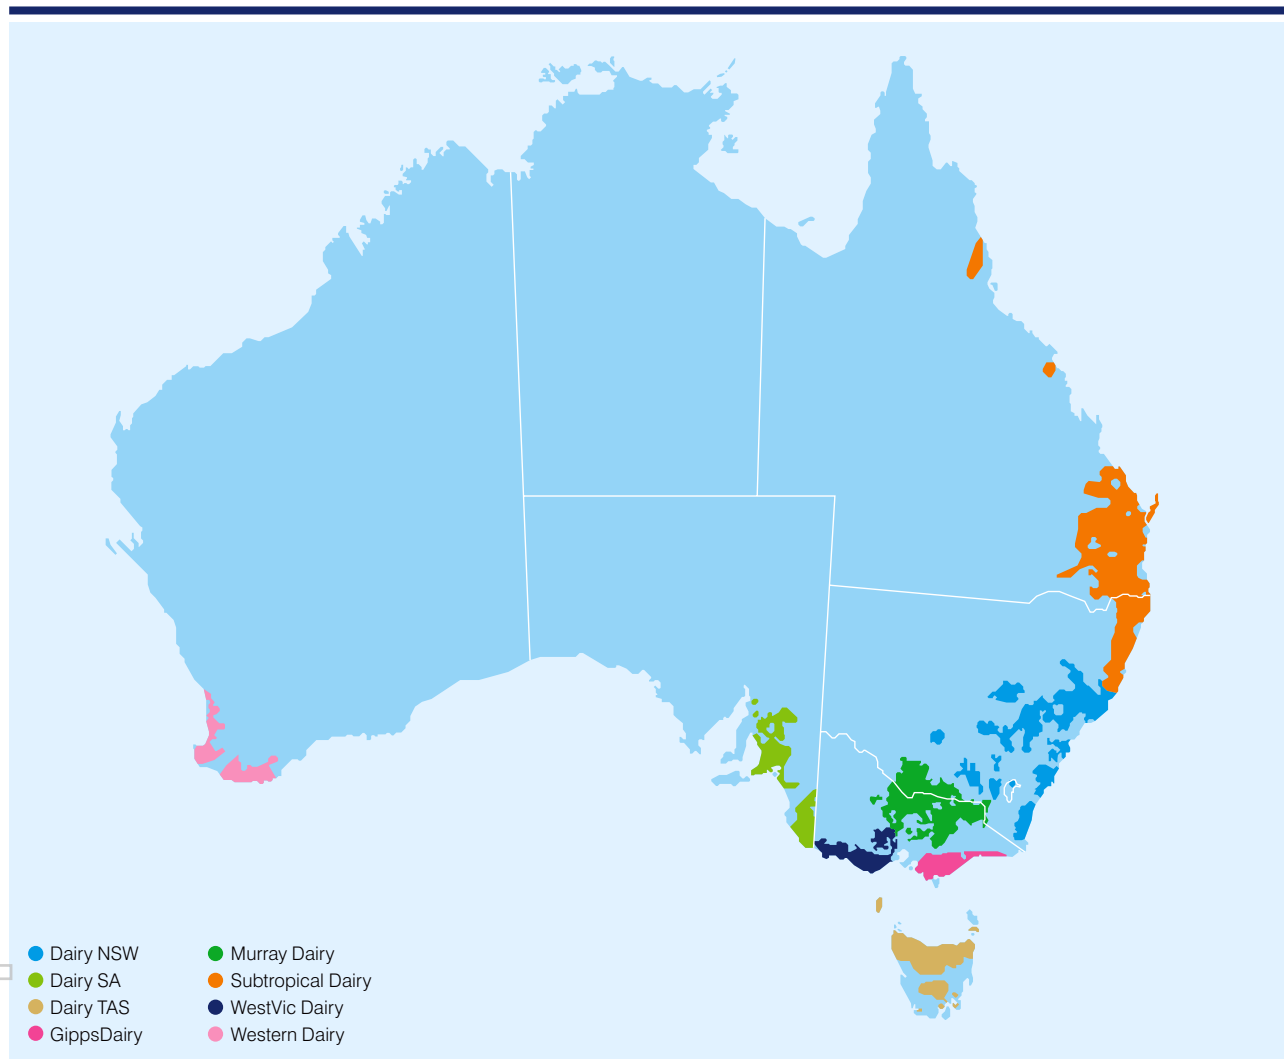 Dairy NSW
Dairy SA
Dairy TAS
GippsDairy
Murray Dairy
Subtropical Dairy
WestVic Dairy
Western Dairy